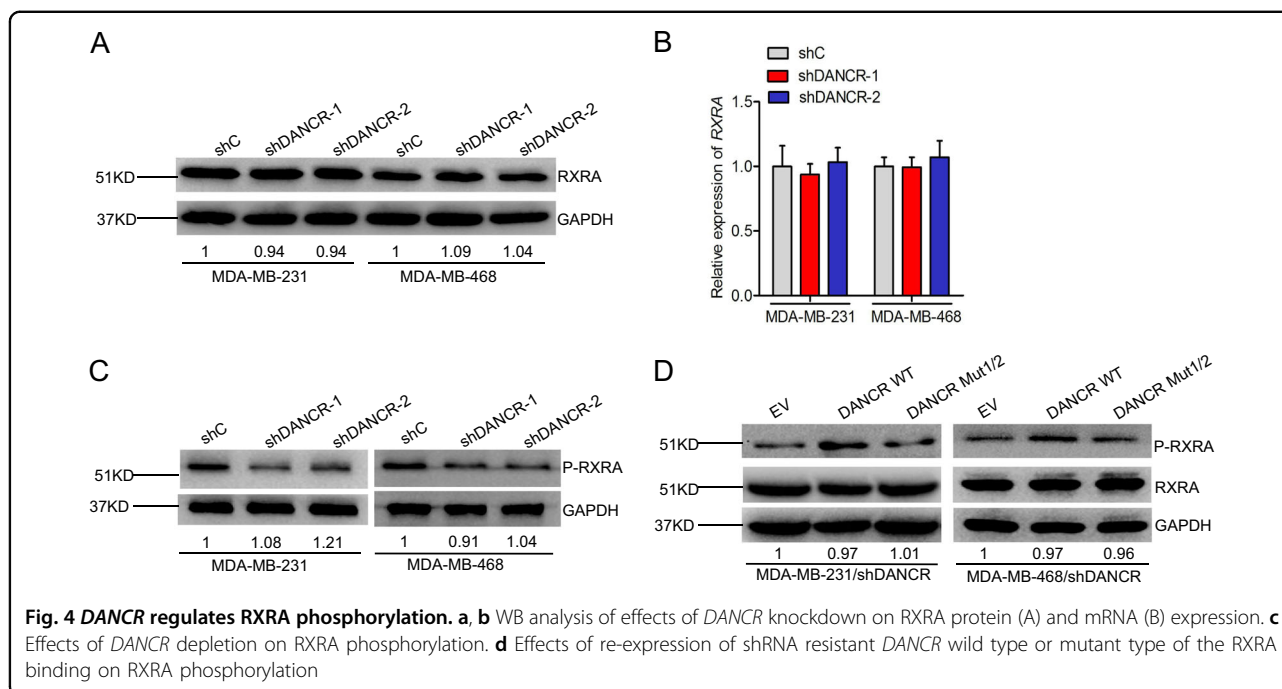 A
shC
shDANCR-1
shDANCR-2
shC
shDANCR-1
shDANCR-2
51KD
RXRA
37KD
GAPDH
1 0.94 0.94 1 1.09 1.04
MDA-MB-231 MDA-MB-468
B
shC
shDANCR-1
shDANCR-2
Relative expression of RXRA
1.5
1.0
0.5
0.0
MDA-MB-231 MDA-MB-468
C
shC
shDANCR-1
shDANCR-2
shC
shDANCR-1
shDANCR-2
51KD
P-RXRA
37KD
GAPDH
1 1.08 1.21 1 0.91 1.04
MDA-MB-231 MDA-MB-468
D
EV
DANCR WT
DANCR Mut1/2
EV
DANCR WT
DANCR Mut1/2
51KD
P-RXRA
51KD
RXRA
37KD
GAPDH
1 0.97 1.01 1 0.97 0.96
MDA-MB-231/shDANCR MDA-MB-468/shDANCR
Fig. 4 DANCR regulates RXRA phosphorylation. a, b WB analysis of effects of DANCR knockdown on RXRA protein (A) and mRNA (B) expression. c
Effects of DANCR depletion on RXRA phosphorylation. d Effects of re-expression of shRNA resistant DANCR wild type or mutant type of the RXRA
binding on RXRA phosphorylation